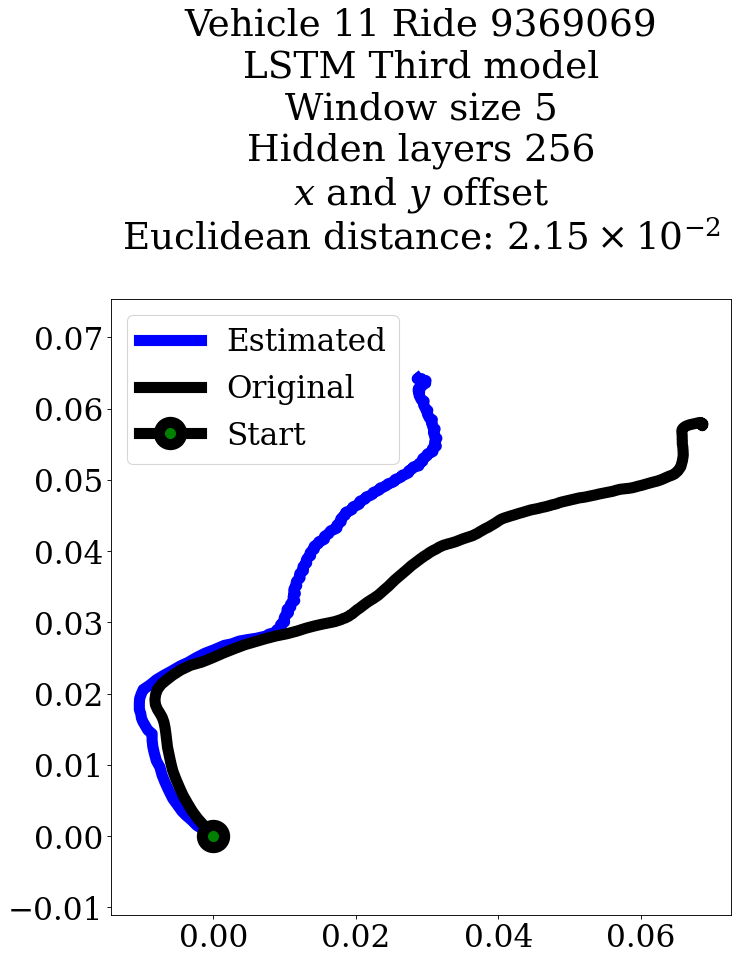 Vehicle 11 Ride 9369069
LSTM Third model
Window size 5
Hidden layers 256
x and y offset
Euclidean distance: 2.15 × 10⁻²
Estimated
Original
Start
0.07
0.06
0.05
0.04
0.03
0.02
0.01
0.00
−0.01
0.00 0.02 0.04 0.06